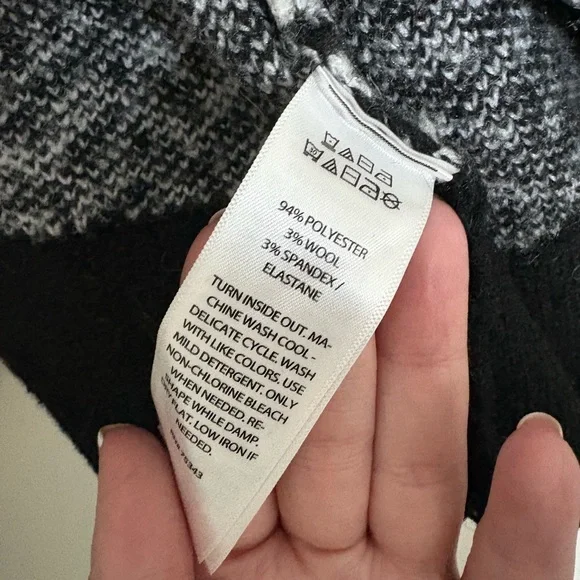 94% POLYESTER
3% WOOL
3% SPANDEX /
ELASTANE
TURN INSIDE OUT. MA-
CHINE WASH COOL -
DELICATE CYCLE. WASH
WITH LIKE COLORS. USE
MILD DETERGENT. ONLY
NON-CHLORINE BLEACH
WHEN NEEDED. RE-
SHAPE WHILE DAMP.
DRY FLAT. LOW IRON IF
NEEDED.
76343